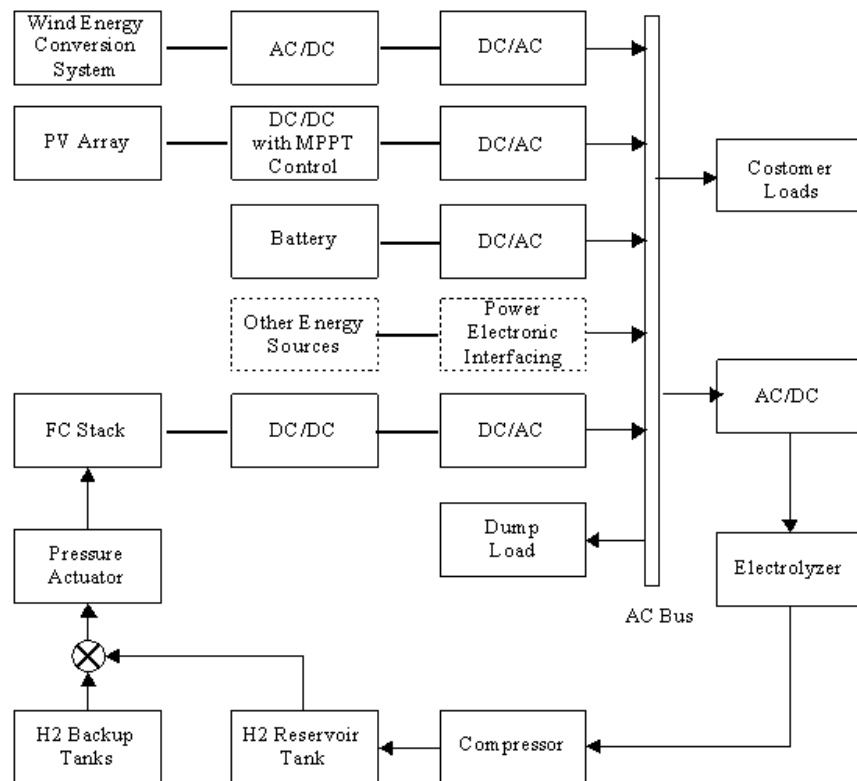 Wind Energy
Conversion
System
AC/DC
DC/AC
PV Array
DC/DC
with MPPT
Control
DC/AC
Costomer
Loads
Battery
DC/AC
Other Energy
Sources
Power
Electronic
Interfacing
AC/DC
FC Stack
DC/DC
DC/AC
Pressure
Actuator
Dump
Load
Electrolyzer
AC Bus
H2 Backup
Tanks
H2 Reservoir
Tank
Compressor